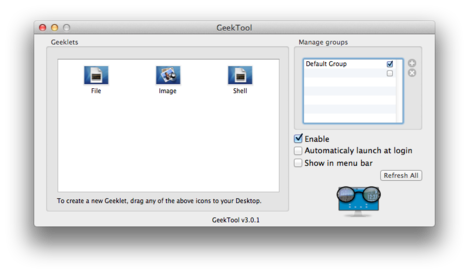 GeekTool
Geeklets
Manage groups
File
Image
Shell
Default Group
Enable
Automaticaly launch at login
Show in menu bar
Refresh All
To create a new Geeklet, drag any of the above icons to your Desktop.
GeekTool v3.0.1